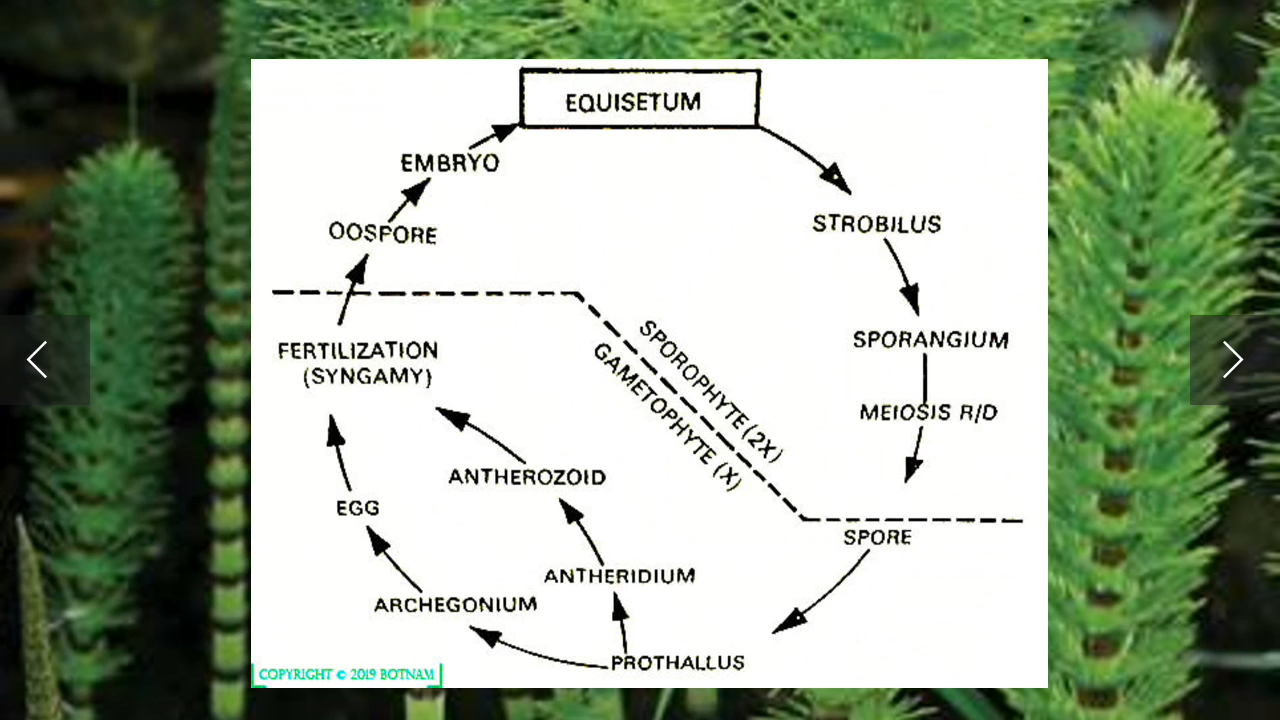 EQUISETUM
EMBRYO
STROBILUS
OOSPORE
SPORANGIUM
FERTILIZATION
(SYNGAMY)
SPOROPHYTE (2X)
GAMETOPHYTE (X)
MEIOSIS R/D
ANTHEROZOID
EGG
SPORE
ANTHERIDIUM
ARCHEGONIUM
PROTHALLUS
COPYRIGHT © 2019 BOTNAM